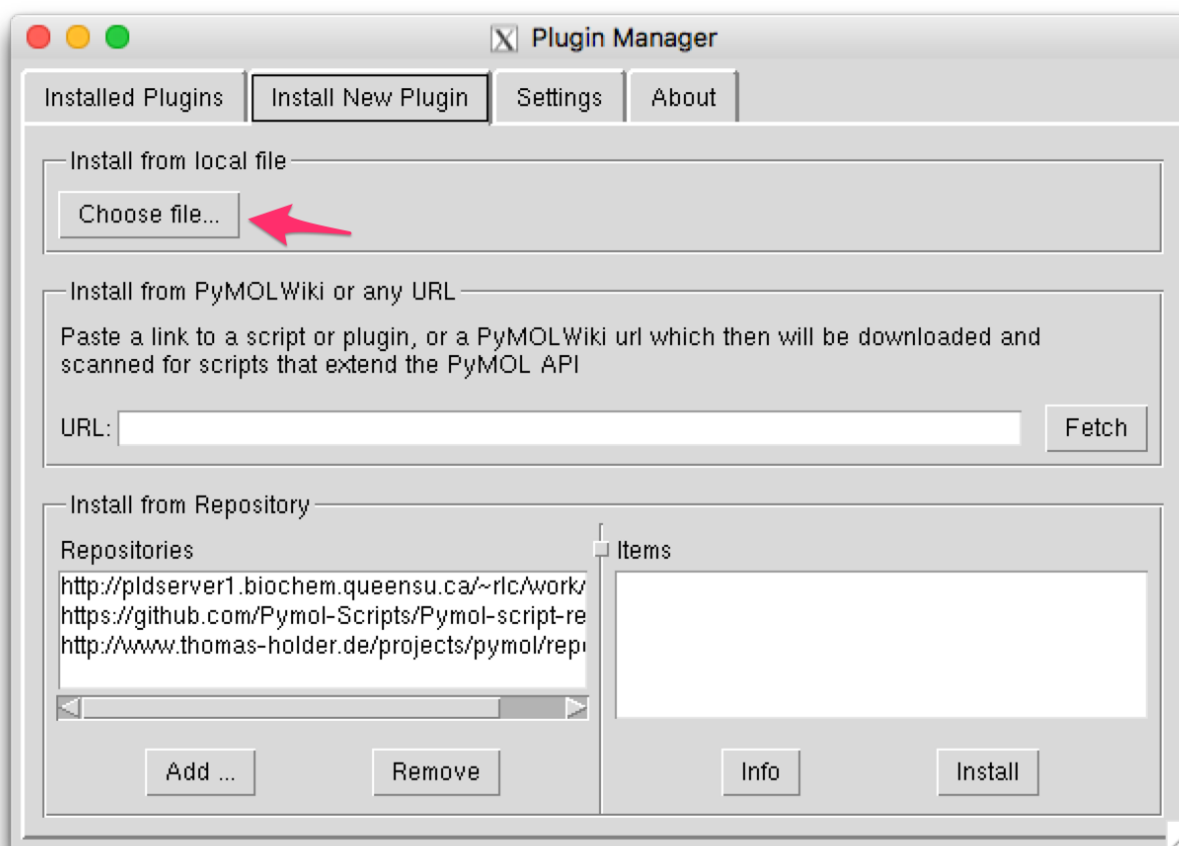 Plugin Manager
Installed Plugins
Install New Plugin
Settings
About
Install from local file
Choose file...
Install from PyMOLWiki or any URL
Paste a link to a script or plugin, or a PyMOLWiki url which then will be downloaded and
scanned for scripts that extend the PyMOL API
URL:
Fetch
Install from Repository
Repositories
http://pldserver1.biochem.queensu.ca/~rlc/work/
https://github.com/Pymol-Scripts/Pymol-script-re
http://www.thomas-holder.de/projects/pymol/rep
Add ...
Remove
Items
Info
Install